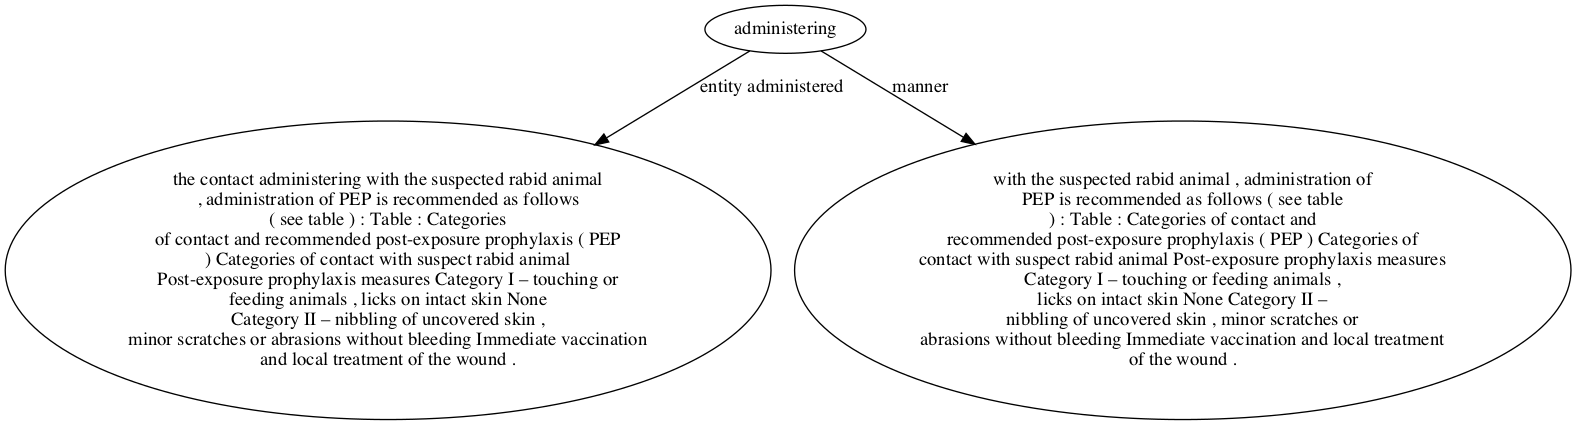 administering
entity administered
manner
the contact administering with the suspected rabid animal
, administration of PEP is recommended as follows
( see table ) : Table : Categories
of contact and recommended post-exposure prophylaxis ( PEP
) Categories of contact with suspect rabid animal
Post-exposure prophylaxis measures Category I – touching or
feeding animals , licks on intact skin None
Category II – nibbling of uncovered skin ,
minor scratches or abrasions without bleeding Immediate vaccination
and local treatment of the wound .
with the suspected rabid animal , administration of
PEP is recommended as follows ( see table
) : Table : Categories of contact and
recommended post-exposure prophylaxis ( PEP ) Categories of
contact with suspect rabid animal Post-exposure prophylaxis measures
Category I – touching or feeding animals ,
licks on intact skin None Category II –
nibbling of uncovered skin , minor scratches or
abrasions without bleeding Immediate vaccination and local treatment
of the wound .